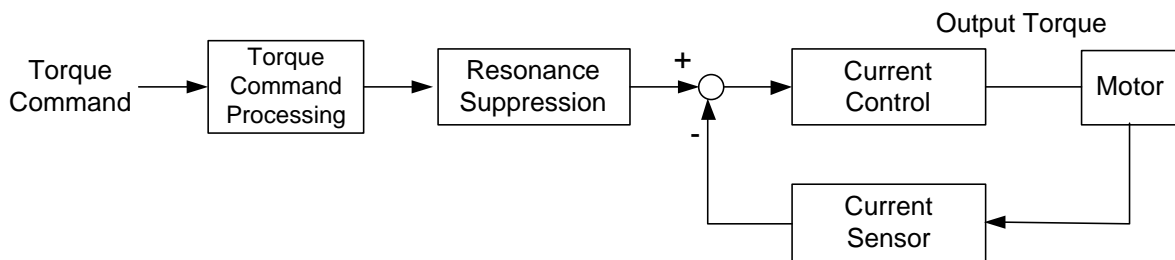 Output Torque
Torque
Command
Torque
Command
Processing
Resonance
Suppression
+
-
Current
Control
Motor
Current
Sensor